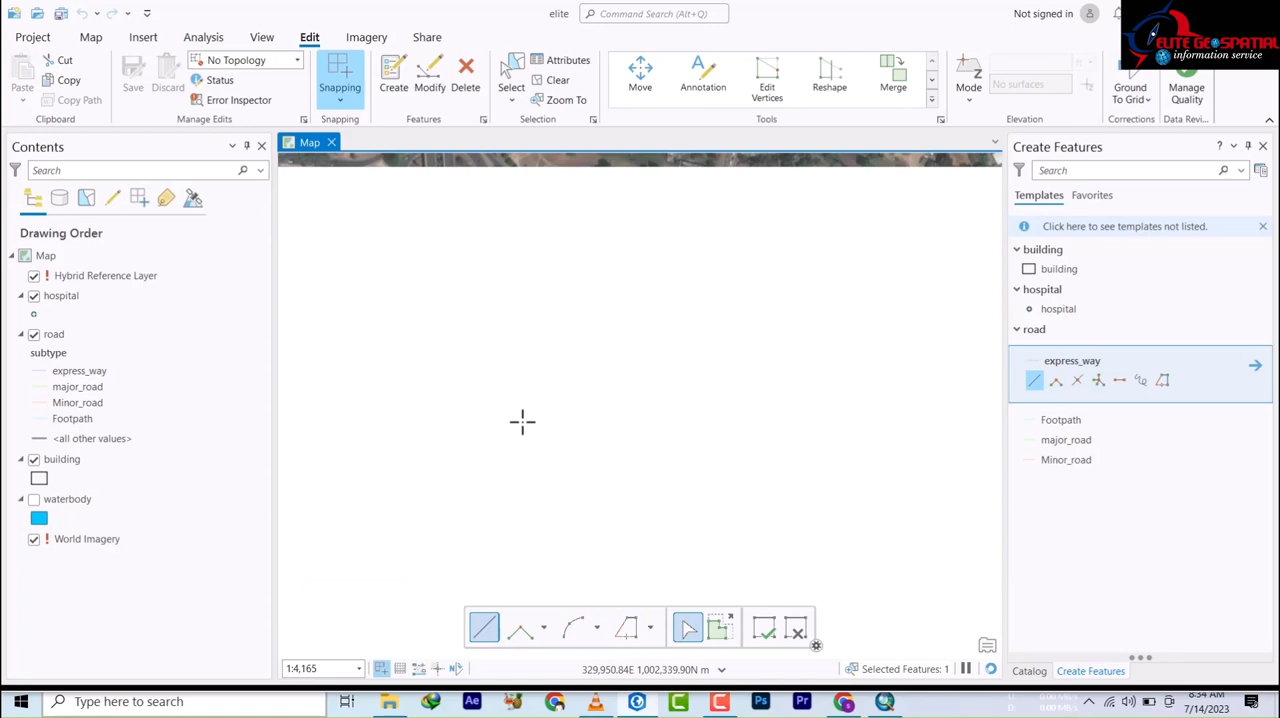 elite
Command Search (Alt+Q)
Not signed in
ELITE GEOSPATIAL
information service
Project
Map
Insert
Analysis
View
Edit
Imagery
Share
Paste
Cut
Copy
Copy Path
Clipboard
Save
Discard
No Topology
Status
Error Inspector
Manage Edits
Snapping
Snapping
Create
Modify
Delete
Features
Select
Attributes
Clear
Zoom To
Selection
Move
Annotation
Edit
Vertices
Reshape
Merge
Tools
Mode
ft
No surfaces
Elevation
Ground
To Grid
Corrections
Manage
Quality
Data Revi...
Contents
Search
Drawing Order
Map
Hybrid Reference Layer
hospital
road
subtype
express_way
major_road
Minor_road
Footpath
<all other values>
building
waterbody
World Imagery
Map
1:4,165
329,950.84E 1,002,339.90N m
Selected Features: 1
Create Features
Search
Templates
Favorites
Click here to see templates not listed.
building
building
hospital
hospital
road
express_way
Footpath
major_road
Minor_road
Catalog
Create Features
Type here to search
Ae
Ps
Pr
8:34 AM
7/14/2023